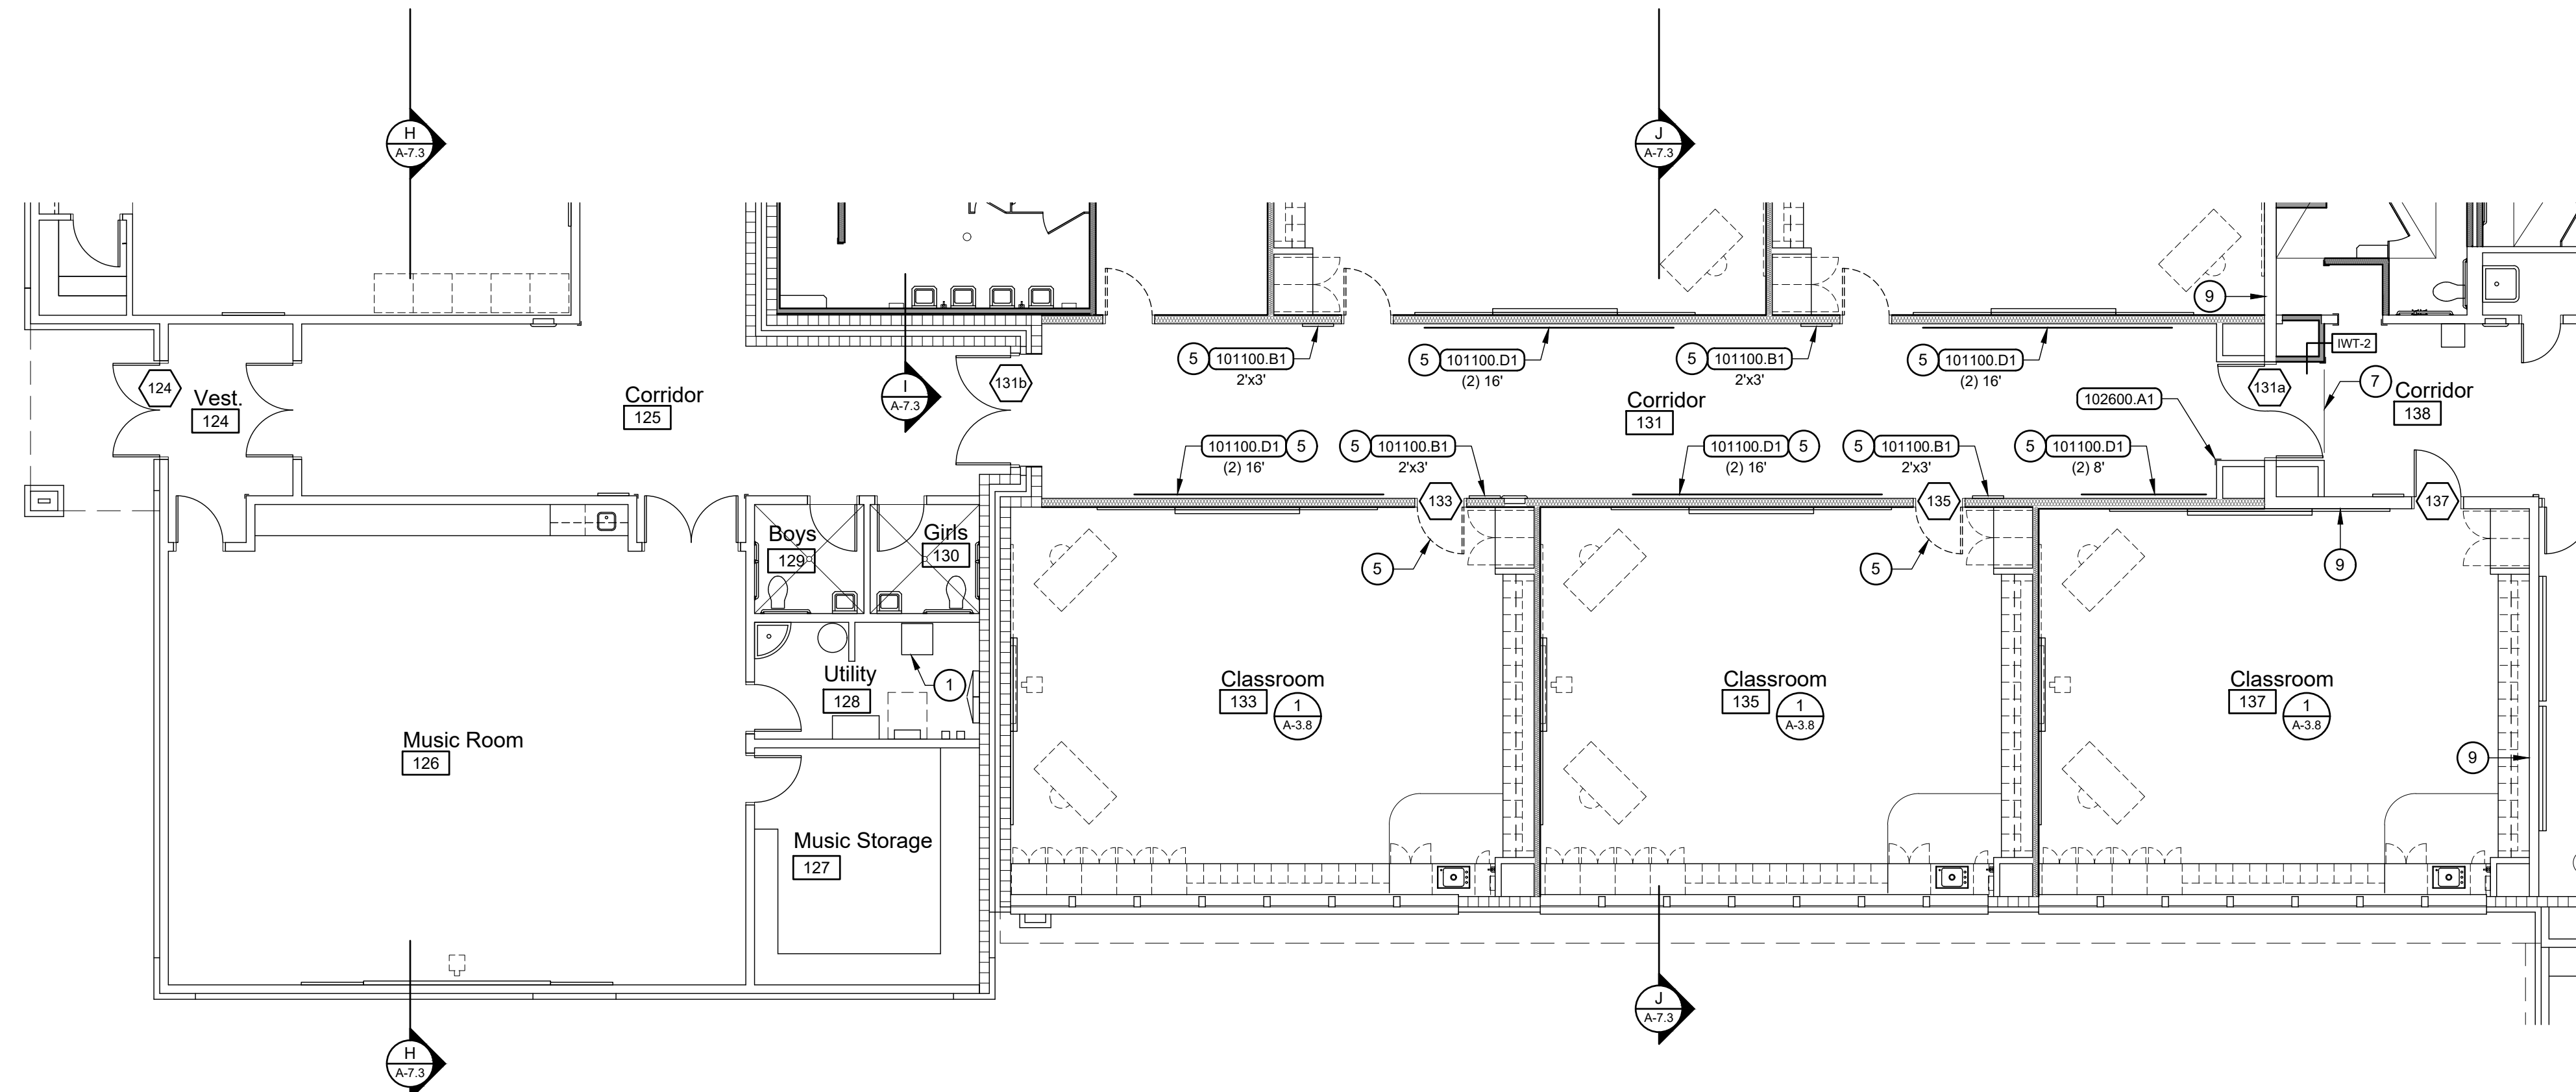 H
A-7.3
J
A-7.3
9
IWT-2
5 101100.B1
2'x3'
5 101100.D1
(2) 16'
5 101100.B1
2'x3'
5 101100.D1
(2) 16'
124
Vest.
124
Corridor
125
I
A-7.3
131b
Corridor
131
102600.A1
131a
7
Corridor
138
101100.D1 5
(2) 16'
5 101100.B1
2'x3'
101100.D1 5
(2) 16'
5 101100.B1
2'x3'
5 101100.D1
(2) 8'
133
135
137
Boys
129
Girls
130
5
5
9
Utility
128
1
Classroom
133
1
A-3.8
Classroom
135
1
A-3.8
Classroom
137
1
A-3.8
Music Room
126
9
Music Storage
127
H
A-7.3
J
A-7.3